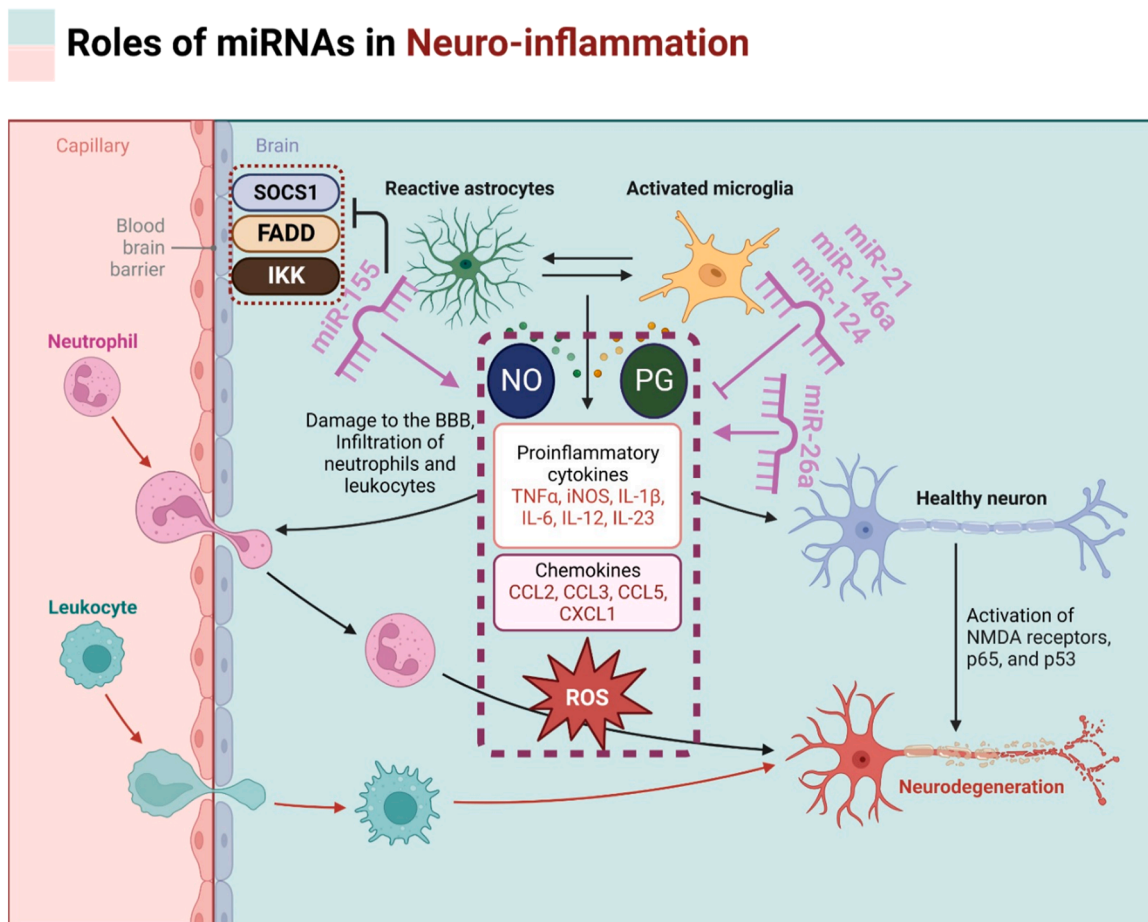 Roles of miRNAs in Neuro-inflammation
Capillary
Brain
Blood
brain
barrier
SOCS1
FADD
IKK
Reactive astrocytes
Activated microglia
miR-155
miR-21
miR-146a
miR-124
miR-26a
Neutrophil
NO
PG
Damage to the BBB,
Infiltration of
neutrophils and
leukocytes
Proinflammatory
cytokines
TNFα, iNOS, IL-1β,
IL-6, IL-12, IL-23
Chemokines
CCL2, CCL3, CCL5,
CXCL1
ROS
Healthy neuron
Leukocyte
Activation of
NMDA receptors,
p65, and p53
Neurodegeneration